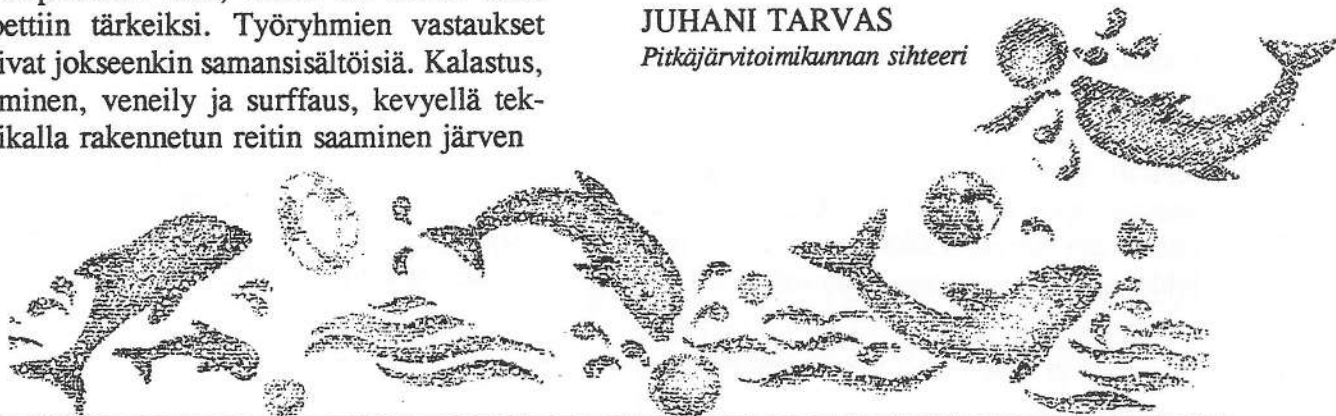 pettiin tärkeiksi. Työryhmien vastaukset
ivat jokseenkin samansisältöisiä. Kalastus,
minen, veneily ja surffaus, kevyellä tek-
ikalla rakennetun reitin saaminen järven
JUHANI TARVAS
Pitkäjärvitoimikunnan sihteeri